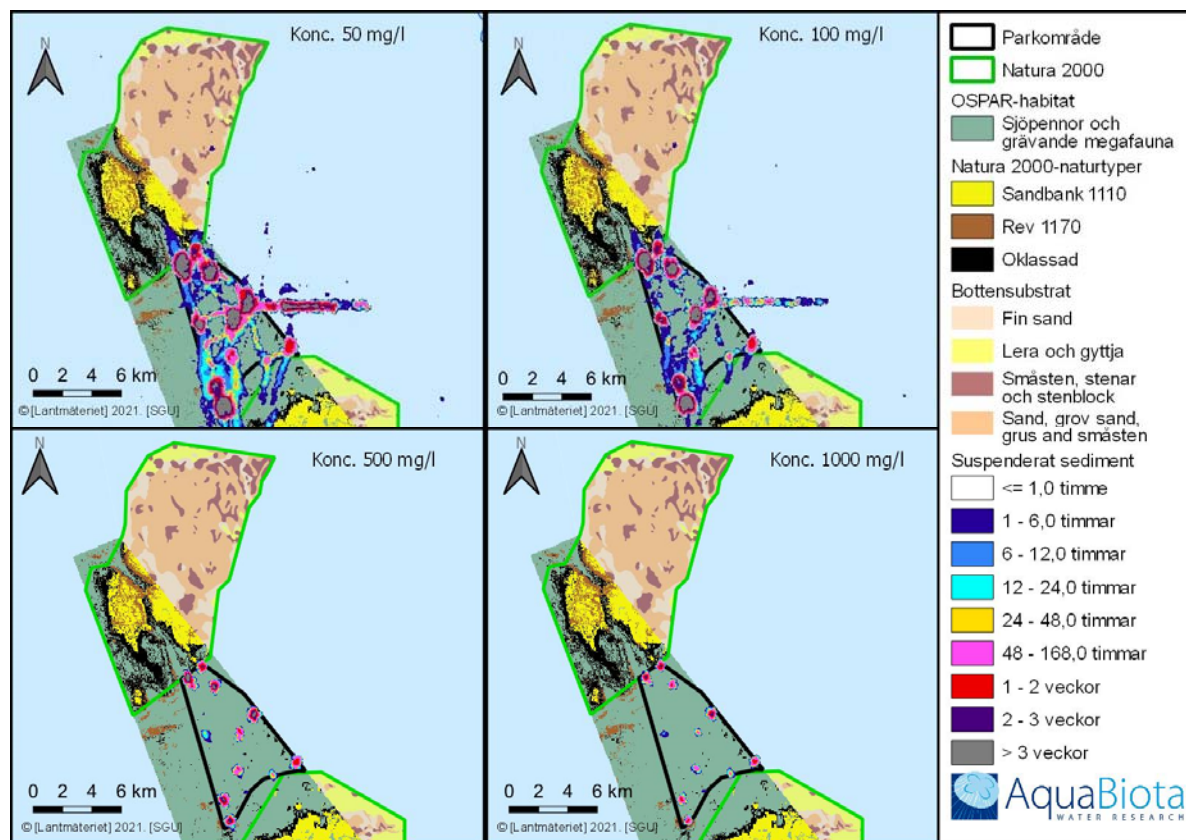 N
Konc. 50 mg/l
0 2 4 6 km
© [Lantmäteriet] 2021. [SGU]
N
Konc. 100 mg/l
0 2 4 6 km
© [Lantmäteriet] 2021. [SGU]
N
Konc. 500 mg/l
0 2 4 6 km
© [Lantmäteriet] 2021. [SGU]
N
Konc. 1000 mg/l
0 2 4 6 km
© [Lantmäteriet] 2021. [SGU]
Parkområde
Natura 2000
OSPAR-habitat
Sjöpennor och
grävande megafauna
Natura 2000-naturtyper
Sandbank 1110
Rev 1170
Oklassad
Bottensubstrat
Fin sand
Lera och gyttja
Småsten, stenar
och stenblock
Sand, grov sand,
grus and småsten
Suspenderat sediment
<= 1,0 timme
1 - 6,0 timmar
6 - 12,0 timmar
12 - 24,0 timmar
24 - 48,0 timmar
48 - 168,0 timmar
1 - 2 veckor
2 - 3 veckor
> 3 veckor
AquaBiota
WATER RESEARCH